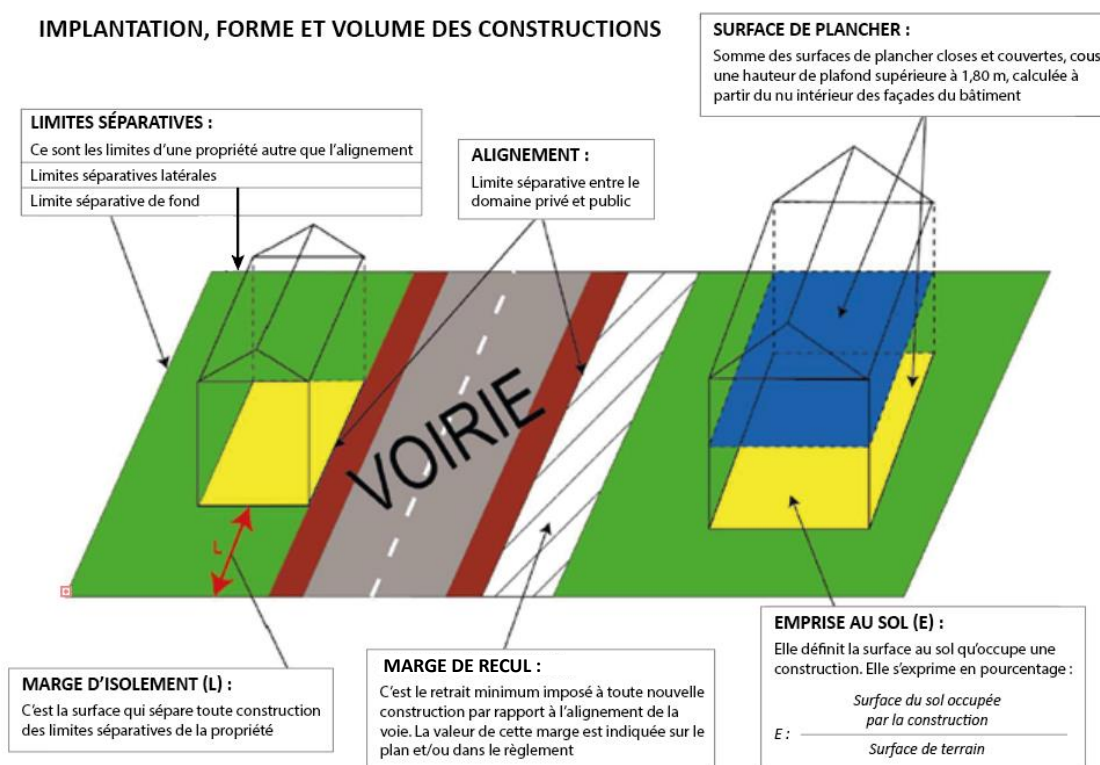 IMPLANTATION, FORME ET VOLUME DES CONSTRUCTIONS
SURFACE DE PLANCHER :
Somme des surfaces de plancher closes et couvertes, cous
une hauteur de plafond supérieure à 1,80 m, calculée à
partir du nu intérieur des façades du bâtiment
LIMITES SÉPARATIVES :
Ce sont les limites d'une propriété autre que l'alignement
Limites séparatives latérales
Limite séparative de fond
ALIGNEMENT :
Limite séparative entre le
domaine privé et public
VOIRIE
L
MARGE D'ISOLEMENT (L) :
C'est la surface qui sépare toute construction
des limites séparatives de la propriété
MARGE DE RECUL :
C'est le retrait minimum imposé à toute nouvelle
construction par rapport à l'alignement de la
voie. La valeur de cette marge est indiquée sur le
plan et/ou dans le règlement
EMPRISE AU SOL (E) :
Elle définit la surface au sol qu'occupe une
construction. Elle s'exprime en pourcentage :
Surface du sol occupée
par la construction
E :
Surface de terrain